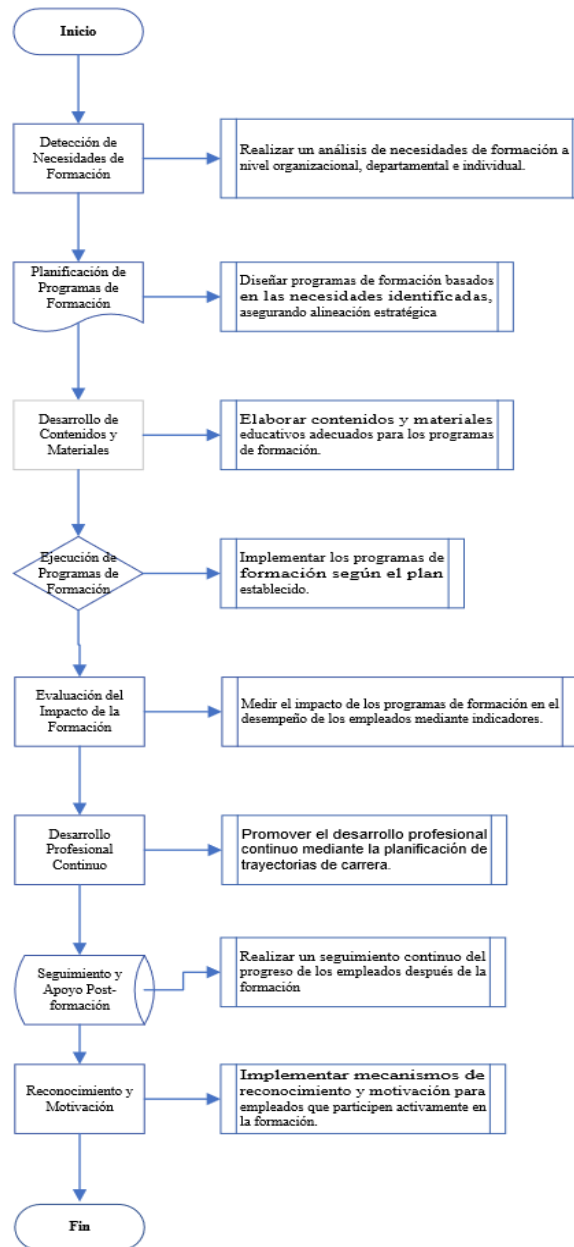 Inicio
Detección de
Necesidades de
Formación
Realizar un análisis de necesidades de formación a
nivel organizacional, departamental e individual.
Planificación de
Programas de
Formación
Diseñar programas de formación basados
en las necesidades identificadas,
asegurando alineación estratégica
Desarrollo de
Contenidos y
Materiales
Elaborar contenidos y materiales
educativos adecuados para los programas
de formación.
Ejecución de
Programas de
Formación
Implementar los programas de
formación según el plan
establecido.
Evaluación del
Impacto de la
Formación
Medir el impacto de los programas de formación en el
desempeño de los empleados mediante indicadores.
Desarrollo
Profesional
Continuo
Promover el desarrollo profesional
continuo mediante la planificación de
trayectorias de carrera.
Seguimiento y
Apoyo Post-
formación
Realizar un seguimiento continuo del
progreso de los empleados después de la
formación
Reconocimiento y
Motivación
Implementar mecanismos de
reconocimiento y motivación para
empleados que participen activamente en
la formación.
Fin